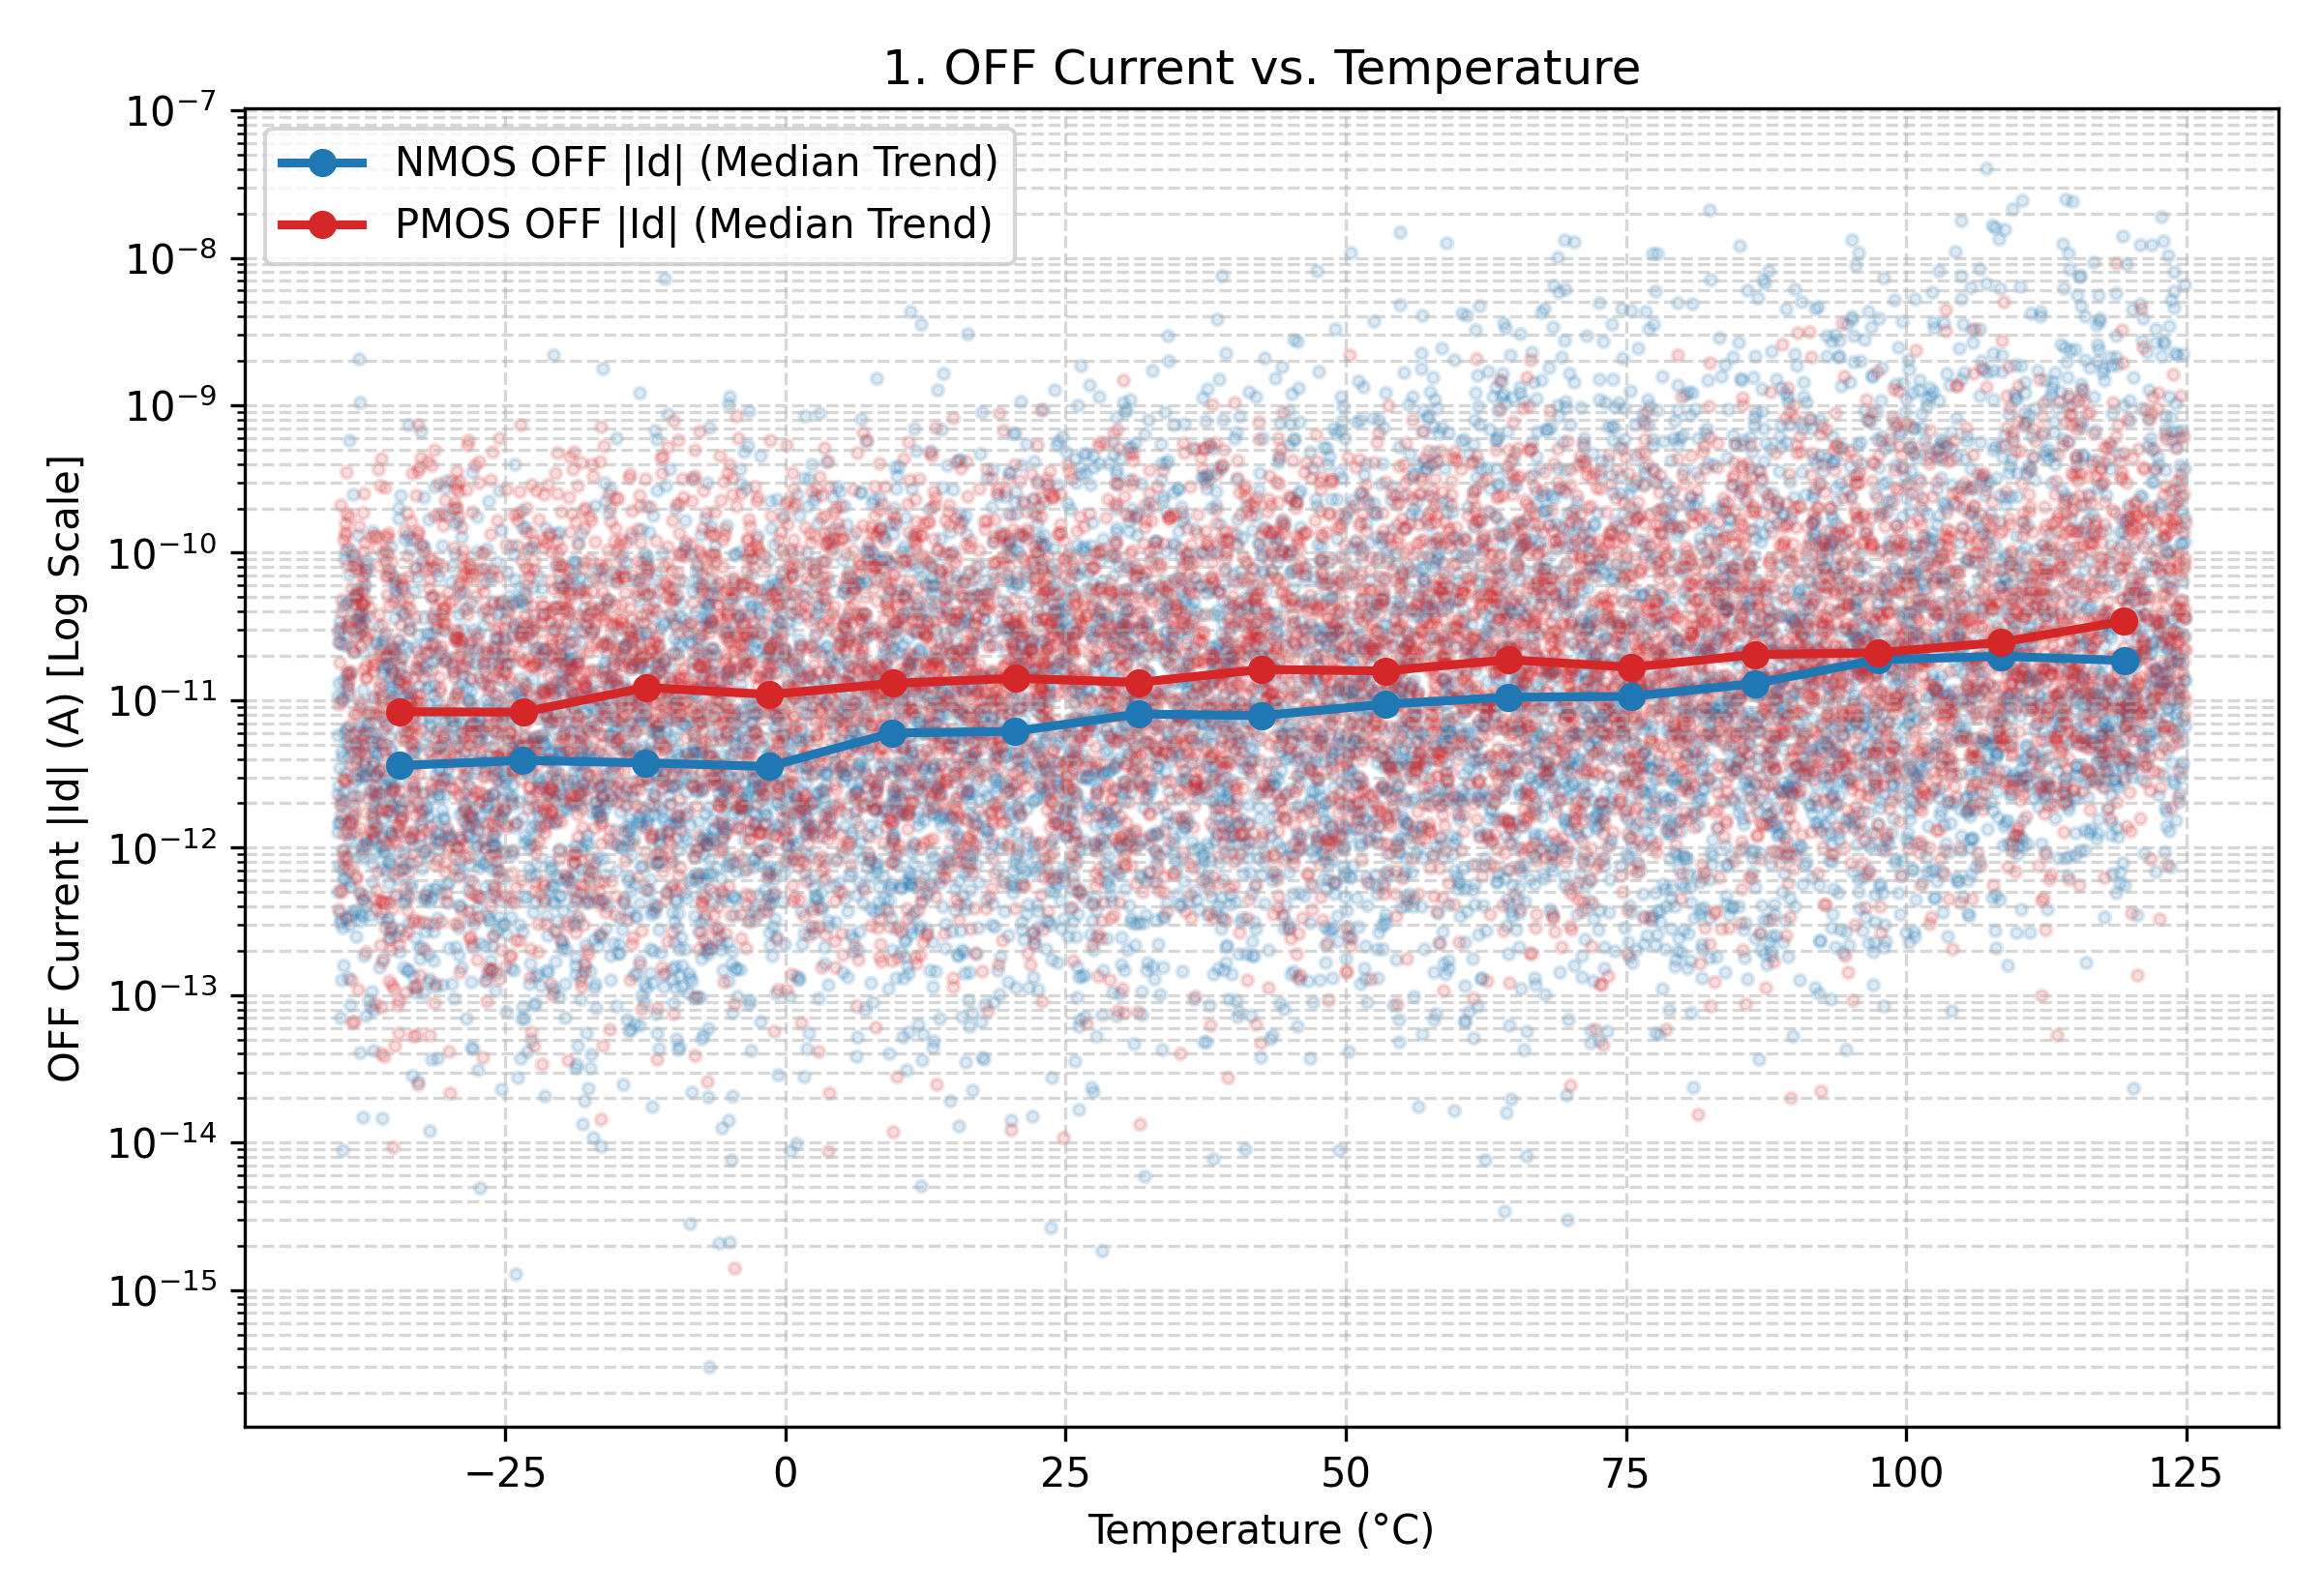 1. OFF Current vs. Temperature
NMOS OFF |Id| (Median Trend)
PMOS OFF |Id| (Median Trend)
OFF Current |Id| (A) [Log Scale]
10⁻⁷
10⁻⁸
10⁻⁹
10⁻¹⁰
10⁻¹¹
10⁻¹²
10⁻¹³
10⁻¹⁴
10⁻¹⁵
−25 0 25 50 75 100 125
Temperature (°C)